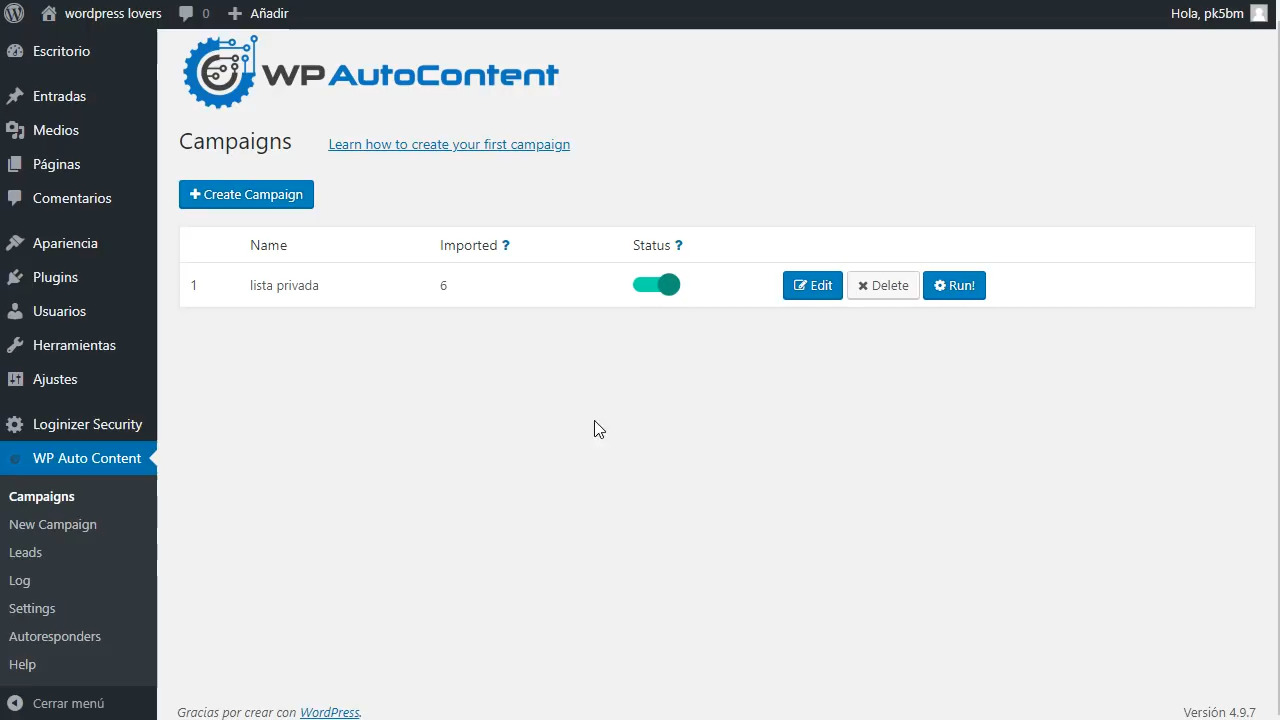 wordpress lovers 0 Añadir Hola, pk5bm
Escritorio
Entradas
Medios
Páginas
Comentarios
Apariencia
Plugins
Usuarios
Herramientas
Ajustes
Loginizer Security
WP Auto Content
Campaigns
New Campaign
Leads
Log
Settings
Autoresponders
Help
Cerrar menú
WP AutoContent
Campaigns Learn how to create your first campaign
Create Campaign
Name Imported ? Status ?
1 lista privada 6 Edit Delete Run!
Gracias por crear con WordPress. Versión 4.9.7